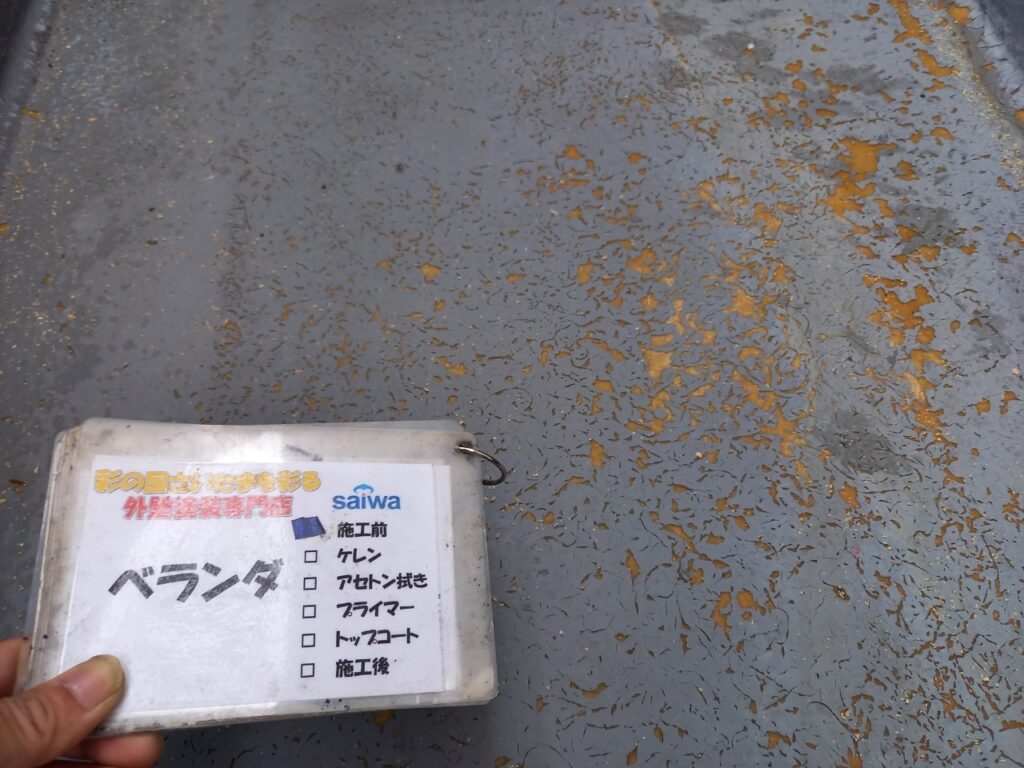 彩の国さいたまを彩る
外壁塗装専門店
saiwa
ベランダ
施工前
□ ケレン
□ アセトン拭き
□ プライマー
□ トップコート
□ 施工後